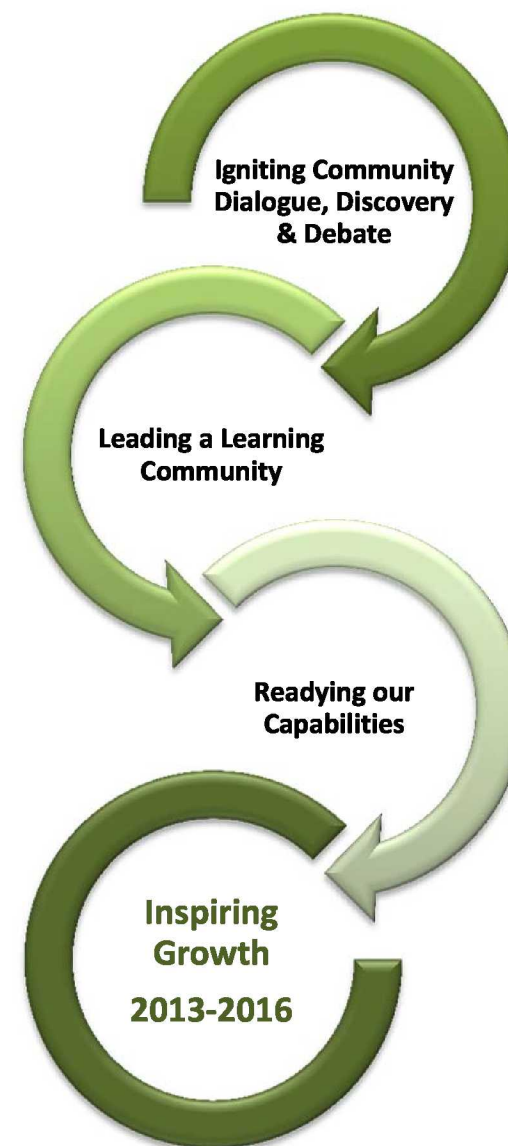 Igniting Community
Dialogue, Discovery
& Debate
Leading a Learning
Community
Readying our
Capabilities
Inspiring
Growth
2013-2016